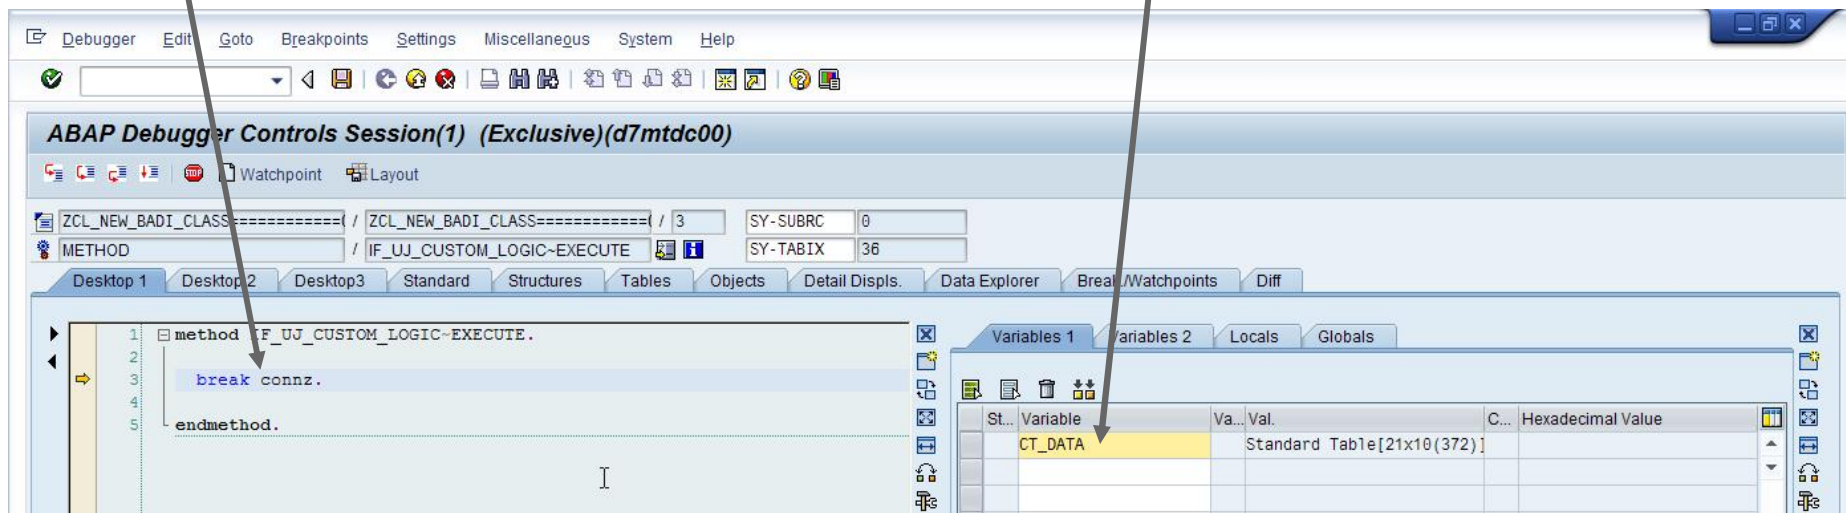 Debugger Edit Goto Breakpoints Settings Miscellaneous System Help
ABAP Debugger Controls Session(1) (Exclusive)(d7mtdc00)
STOP Watchpoint Layout
ZCL_NEW_BADI_CLASS============( / ZCL_NEW_BADI_CLASS============( / 3 SY-SUBRC 0
METHOD / IF_UJ_CUSTOM_LOGIC~EXECUTE SY-TABIX 36
Desktop 1 Desktop 2 Desktop3 Standard Structures Tables Objects Detail Displs. Data Explorer Break./Watchpoints Diff
1 method IF_UJ_CUSTOM_LOGIC~EXECUTE.
2
3 break connz.
4
5 endmethod.
Variables 1 Variables 2 Locals Globals
St... Variable Va... Val. C... Hexadecimal Value
CT_DATA Standard Table[21x10(372)]